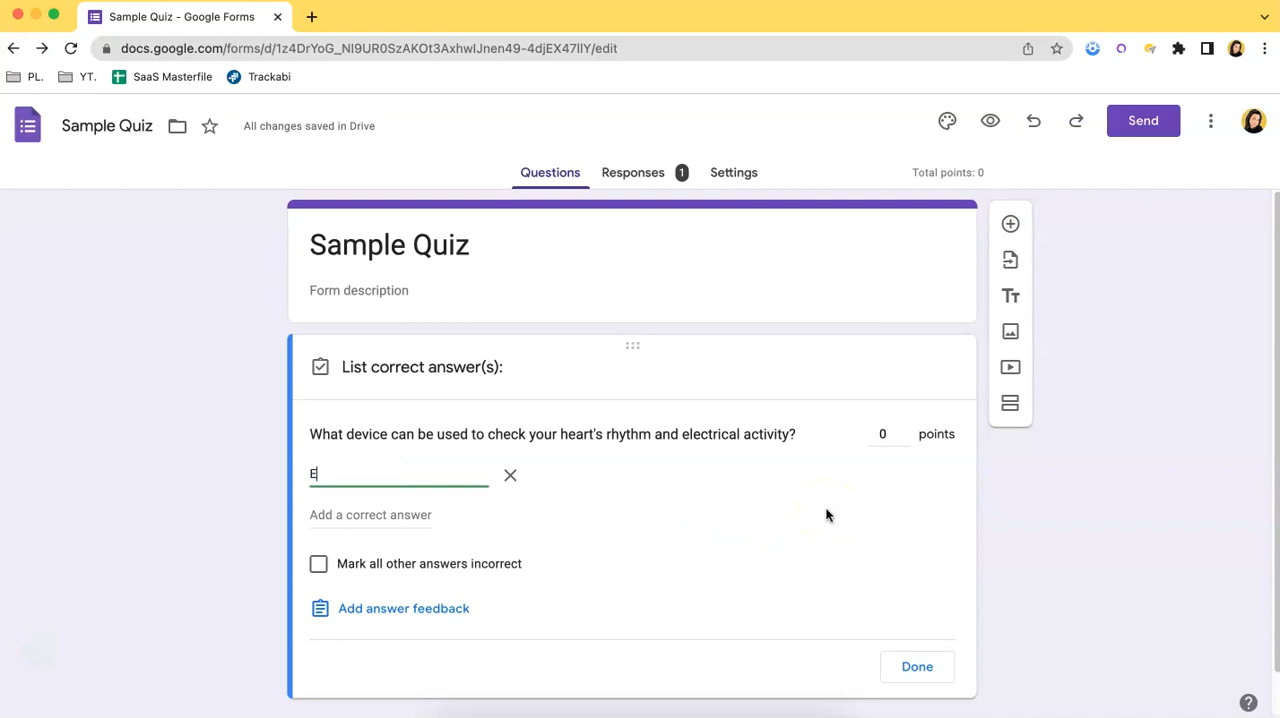 Sample Quiz - Google Forms
docs.google.com/forms/d/1z4DrYoG_NI9UR0SzAKOt3AxhwIJnen49-4djEX47lIY/edit
PL. YT. SaaS Masterfile Trackabi
Sample Quiz All changes saved in Drive Send
Questions Responses 1 Settings Total points: 0
Sample Quiz
Form description
List correct answer(s):
What device can be used to check your heart's rhythm and electrical activity? 0 points
E
Add a correct answer
Mark all other answers incorrect
Add answer feedback
Done